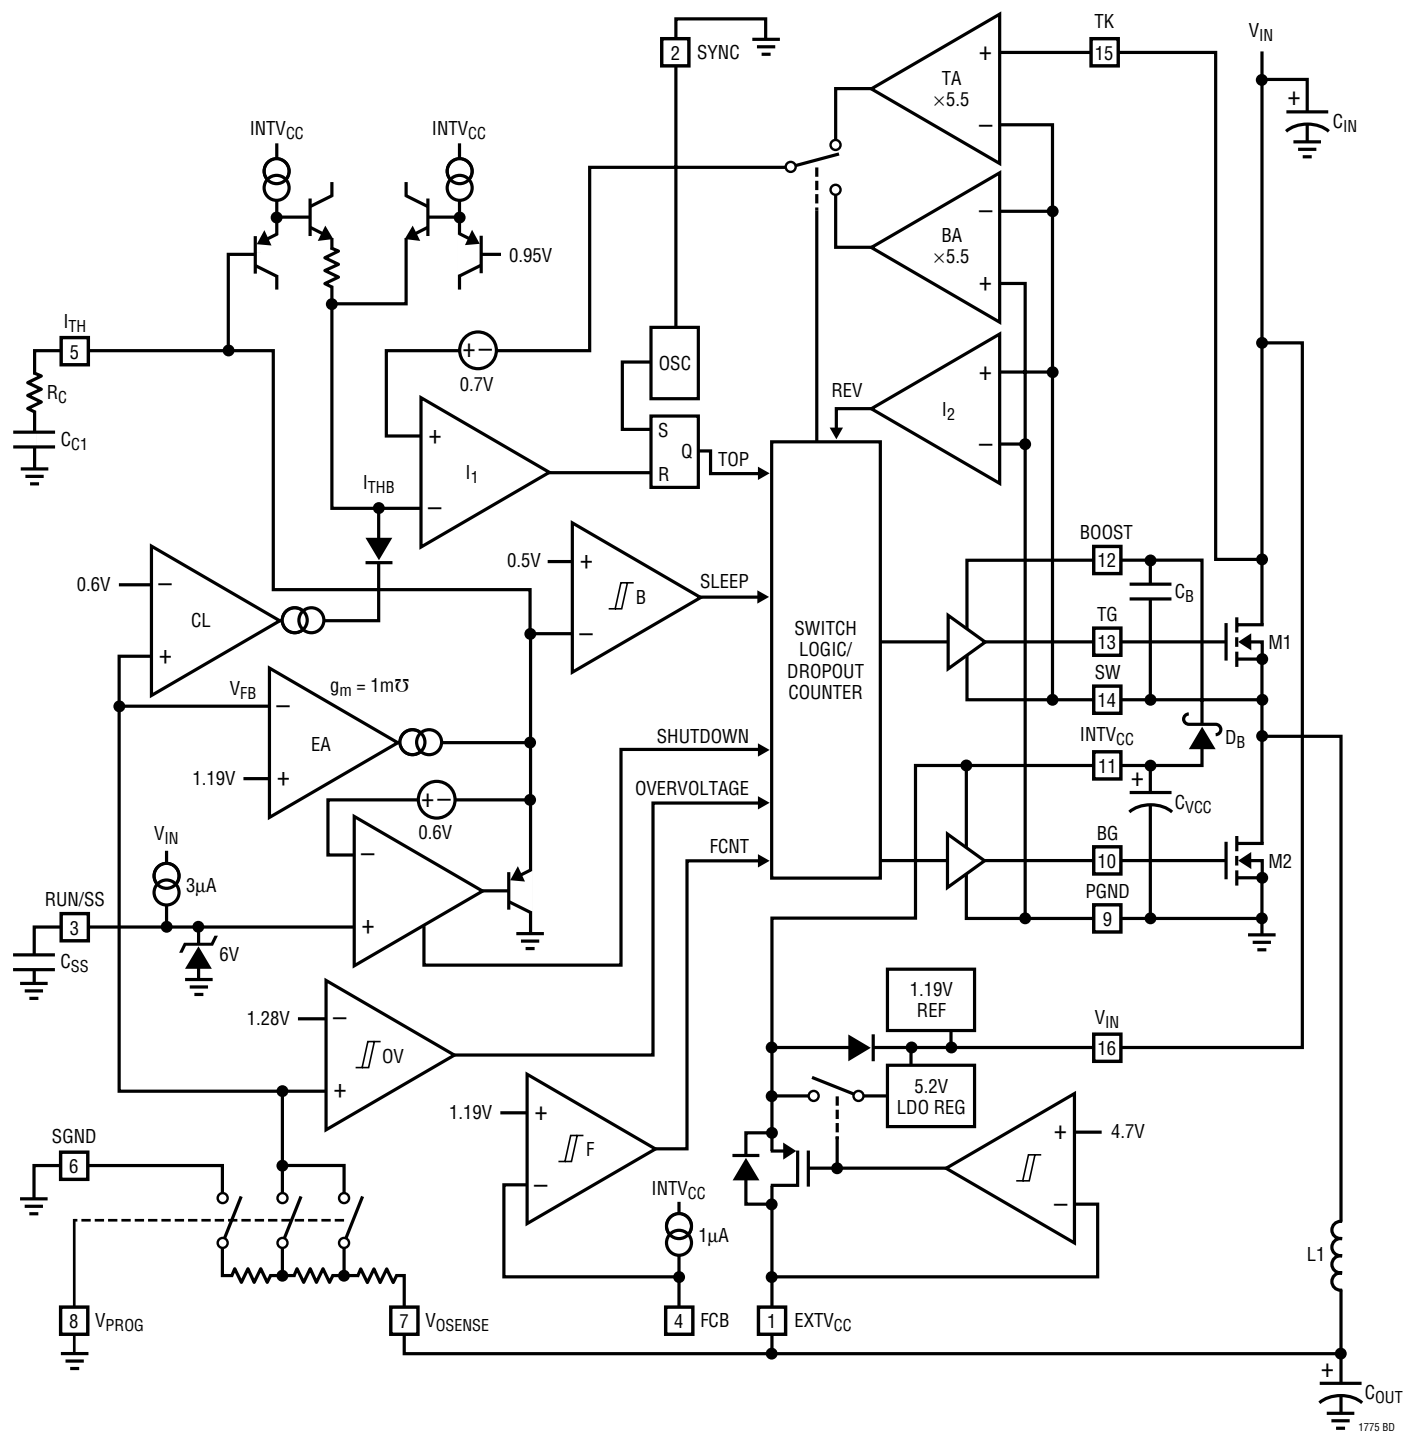 TK
15
VIN
+
CIN
2
SYNC
+
TA
×5.5
−
INTVCC
INTVCC
−
BA
×5.5
+
0.95V
ITH
5
RC
CC1
+−
0.7V
OSC
+
I2
−
REV
S
Q
R
TOP
+
I1
−
ITHB
0.6V
−
CL
+
0.5V
+
B
−
SLEEP
SWITCH
LOGIC/
DROPOUT
COUNTER
BOOST
12
CB
TG
13
M1
SW
14
VFB
gm = 1m℧
−
EA
1.19V
+
SHUTDOWN
OVERVOLTAGE
FCNT
INTVCC
11
DB
+
CVCC
BG
10
M2
PGND
9
+−
0.6V
VIN
3µA
RUN/SS
3
CSS
6V
−
+
1.28V
−
OV
+
1.19V
REF
VIN
16
5.2V
LDO REG
1.19V
+
F
−
+
4.7V
−
SGND
6
INTVCC
1µA
L1
8
VPROG
7
VOSENSE
4
FCB
1
EXTVCC
+
COUT
1775 BD